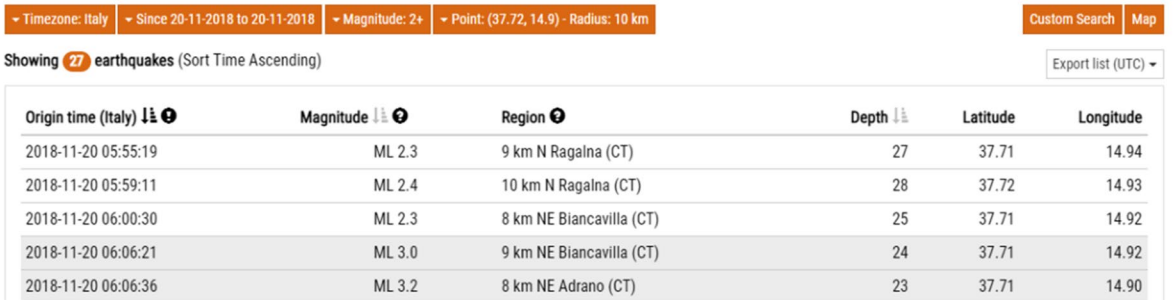 Timezone: Italy Since 20-11-2018 to 20-11-2018 Magnitude: 2+ Point: (37.72, 14.9) - Radius: 10 km Custom Search Map
Showing 27 earthquakes (Sort Time Ascending)
Export list (UTC)
Origin time (Italy) Magnitude Region Depth Latitude Longitude
2018-11-20 05:55:19 ML 2.3 9 km N Ragalna (CT) 27 37.71 14.94
2018-11-20 05:59:11 ML 2.4 10 km N Ragalna (CT) 28 37.72 14.93
2018-11-20 06:00:30 ML 2.3 8 km NE Biancavilla (CT) 25 37.71 14.92
2018-11-20 06:06:21 ML 3.0 9 km NE Biancavilla (CT) 24 37.71 14.92
2018-11-20 06:06:36 ML 3.2 8 km NE Adrano (CT) 23 37.71 14.90